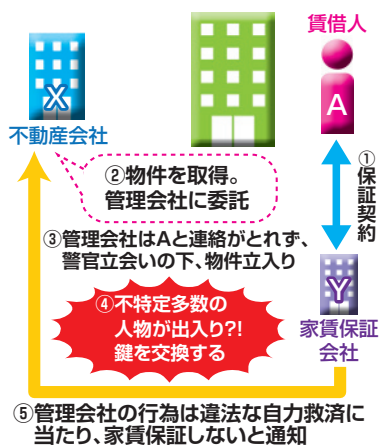 賃借人
A
X
不動産会社
②物件を取得。
管理会社に委託
①保証契約
③管理会社はAと連絡がとれず、
警官立会いの下、物件立入り
④不特定多数の
人物が出入り?!
鍵を交換する
Y
家賃保証
会社
⑤管理会社の行為は違法な自力救済に
当たり、家賃保証しないと通知